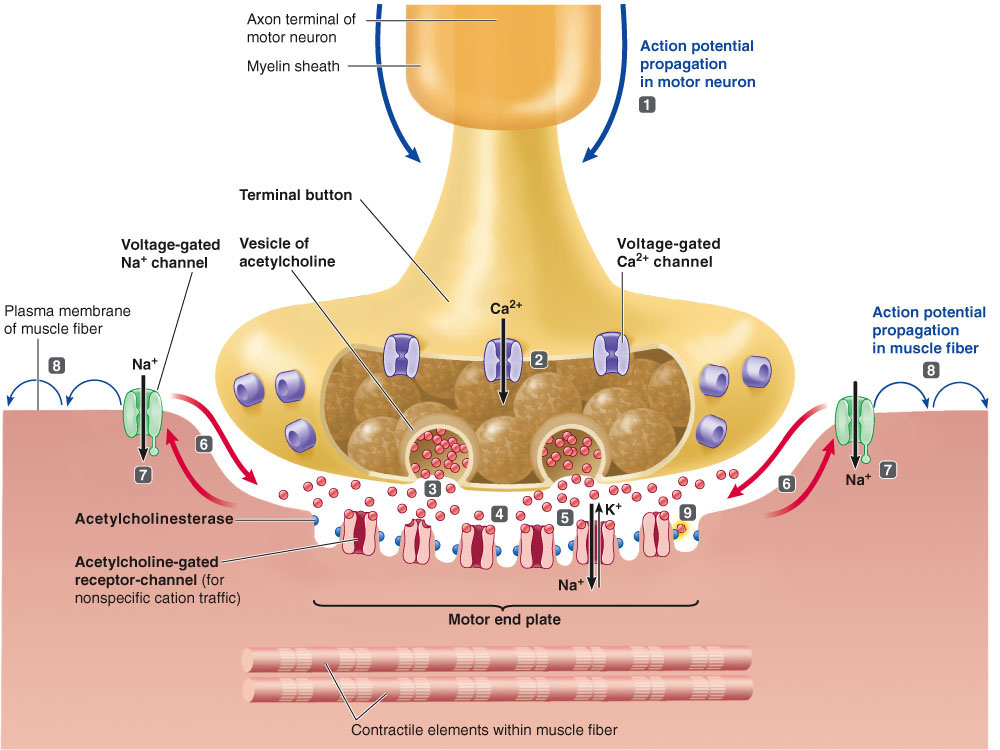 Axon terminal of
motor neuron
Myelin sheath
Action potential
propagation
in motor neuron
1
Terminal button
Voltage-gated
Na+ channel
Vesicle of
acetylcholine
Voltage-gated
Ca2+ channel
Plasma membrane
of muscle fiber
Ca2+
Action potential
propagation
in muscle fiber
8
Na+
2
8
6
7
3
6
7
Na+
Acetylcholinesterase
4
5
K+
9
Acetylcholine-gated
receptor-channel (for
nonspecific cation traffic)
Na+
Motor end plate
Contractile elements within muscle fiber